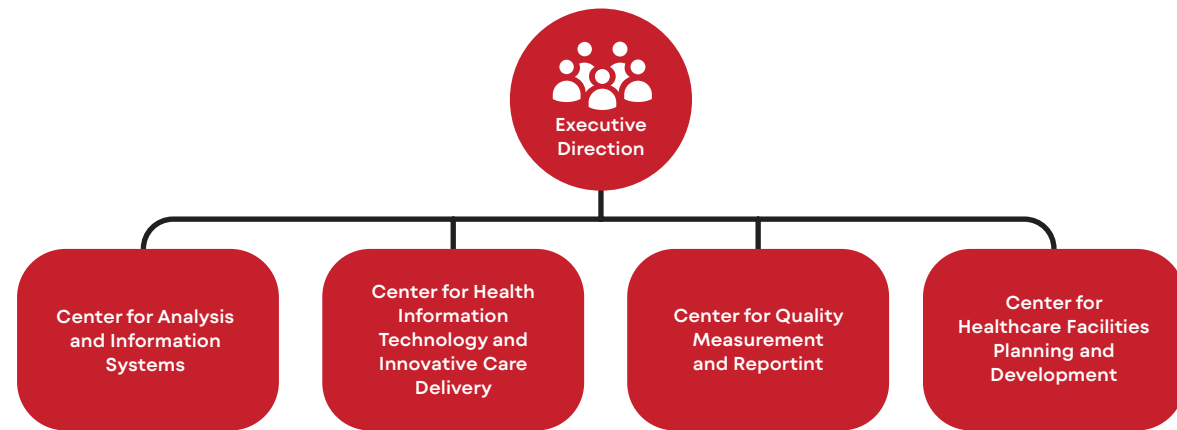 Executive
Direction
Center for Analysis
and Information
Systems
Center for Health
Information
Technology and
Innovative Care
Delivery
Center for Quality
Measurement
and Reportint
Center for
Healthcare Facilities
Planning and
Development